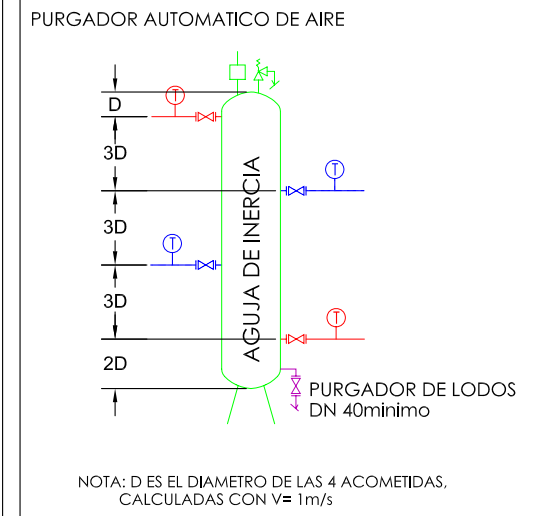 PURGADOR AUTOMATICO DE AIRE
D
T
3D
T
3D
T
AGUJA DE INERCIA
3D
T
2D
PURGADOR DE LODOS
DN 40minimo
NOTA: D ES EL DIAMETRO DE LAS 4 ACOMETIDAS,
CALCULADAS CON V= 1m/s